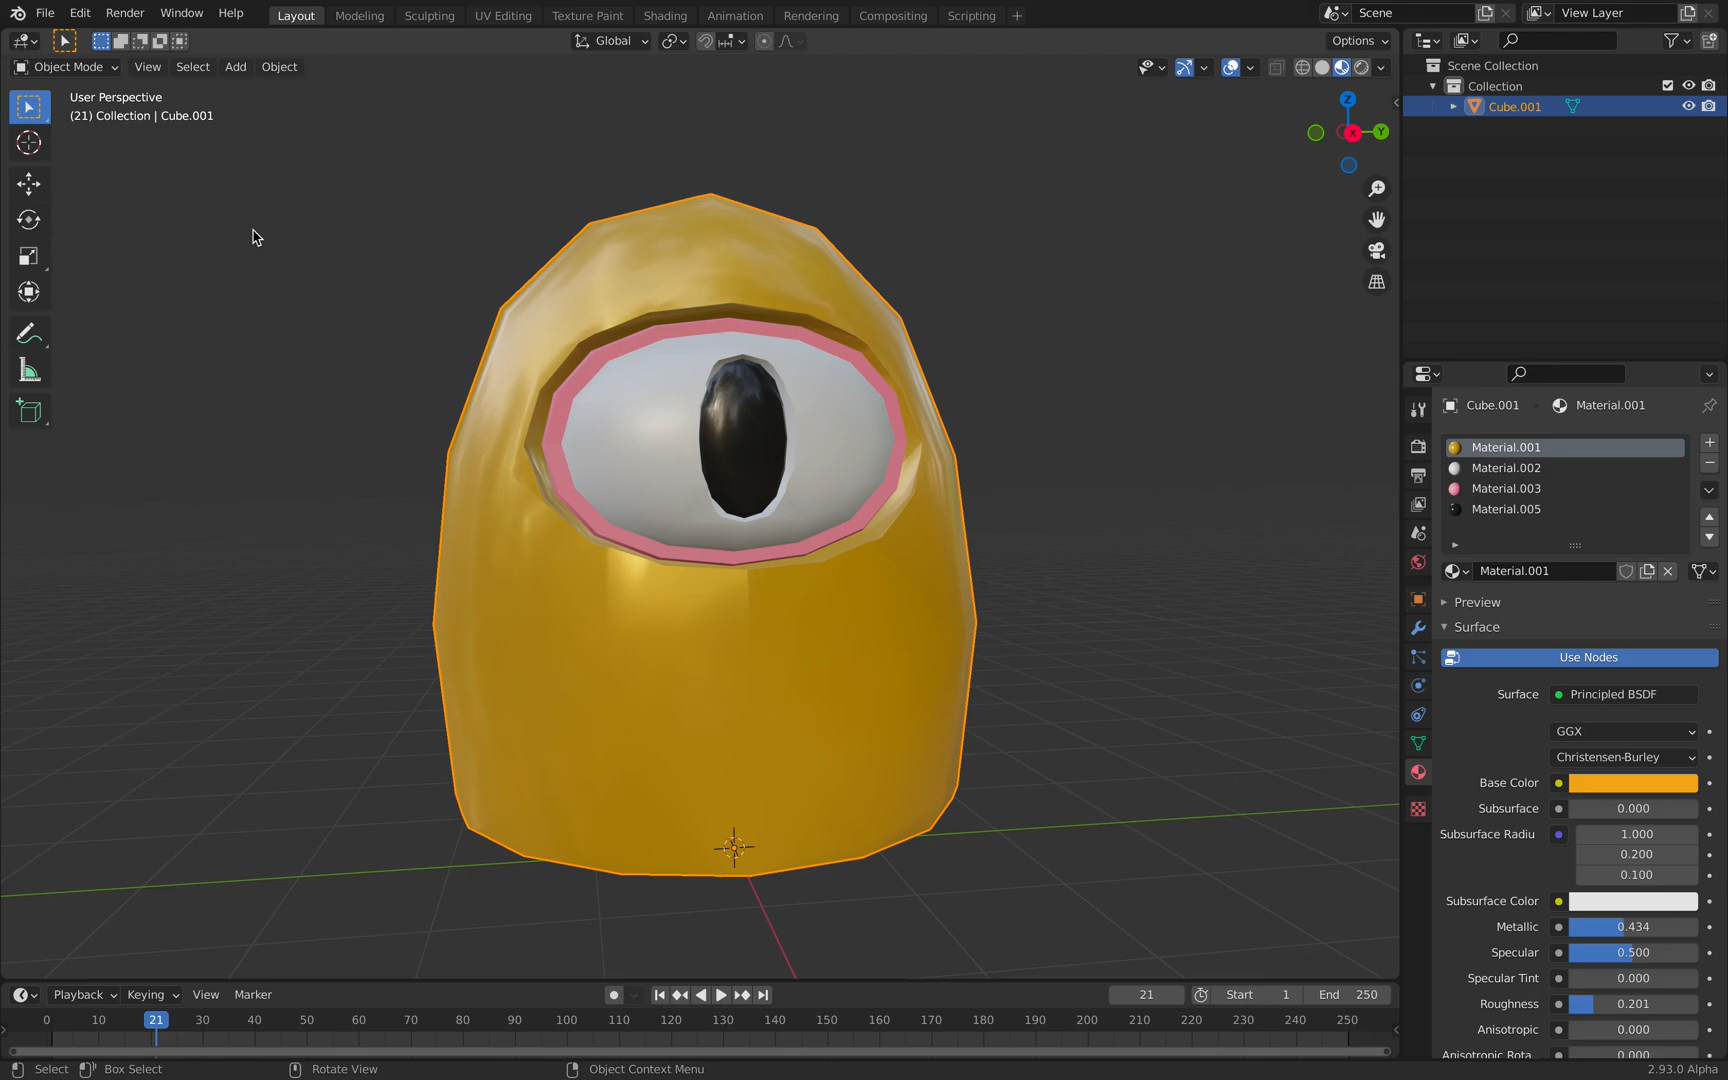 File Edit Render Window Help
Layout Modeling Sculpting UV Editing Texture Paint Shading Animation Rendering Compositing Scripting +
Scene
View Layer
Global
Options
Object Mode View Select Add Object
User Perspective
(21) Collection | Cube.001
Z
X
Y
Scene Collection
Collection
Cube.001
Cube.001 Material.001
Material.001
Material.002
Material.003
Material.005
Material.001
Preview
Surface
Use Nodes
Surface Principled BSDF
GGX
Christensen-Burley
Base Color
Subsurface 0.000
Subsurface Radiu 1.000
0.200
0.100
Subsurface Color
Metallic 0.434
Specular 0.500
Specular Tint 0.000
Roughness 0.201
Anisotropic 0.000
Anisotropic Rota... 0.000
Playback Keying View Marker
21 Start 1 End 250
0 10 21 30 40 50 60 70 80 90 100 110 120 130 140 150 160 170 180 190 200 210 220 230 240 250
Select Box Select Rotate View Object Context Menu 2.93.0 Alpha